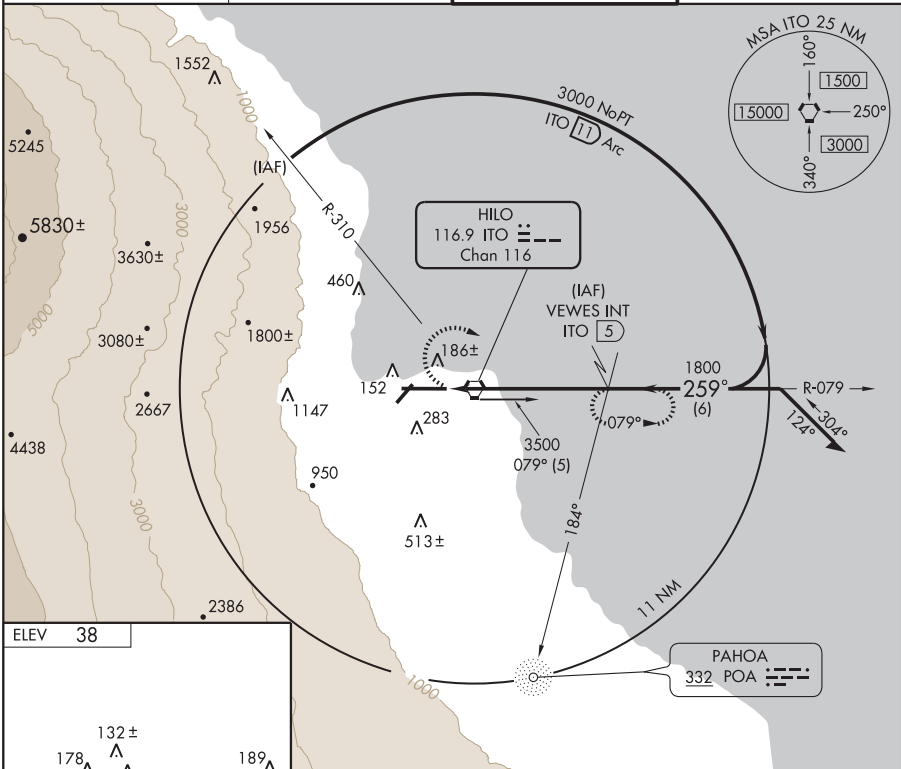 MSA ITO 25 NM
160°
1500
15000
250°
3000
340°
1552
1000
3000 NoPT
ITO 11 Arc
5245
(IAF)
R-310
1956
3000
5830±
3630±
HILO
116.9 ITO
Chan 116
460
(IAF)
VEWES INT
ITO 5
5000
3080±
1800±
186±
152
1800
259°
(6)
R-079
2667
1147
283
079°
304°
124°
3500
079° (5)
4438
950
184°
3000
513±
11 NM
2386
ELEV 38
PAHOA
332 POA
1000
132±
178
189